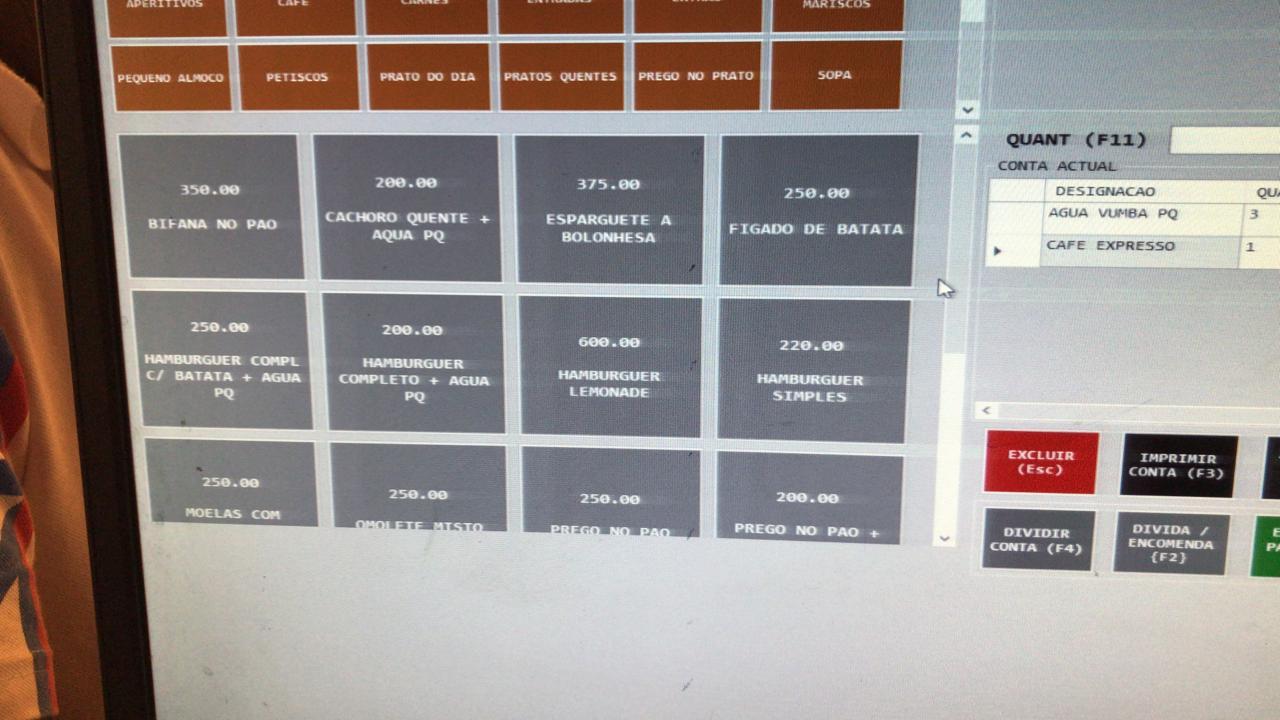 APERITIVOS
CAFE
CARNES
ENTRADAS
MARISCOS
PEQUENO ALMOCO
PETISCOS
PRATO DO DIA
PRATOS QUENTES
PREGO NO PRATO
SOPA
350.00
BIFANA NO PAO
200.00
CACHORO QUENTE +
AQUA PQ
375.00
ESPARGUETE A
BOLONHESA
250.00
FIGADO DE BATATA
250.00
HAMBURGUER COMPL
C/ BATATA + AGUA
PQ
200.00
HAMBURGUER
COMPLETO + AGUA
PQ
600.00
HAMBURGUER
LEMONADE
220.00
HAMBURGUER
SIMPLES
250.00
MOELAS COM
250.00
OMOLETE MISTO
250.00
PREGO NO PAO
200.00
PREGO NO PAO +
QUANT (F11)
CONTA ACTUAL
DESIGNACAO
QUA
AGUA VUMBA PQ
3
CAFE EXPRESSO
1
EXCLUIR
(Esc)
IMPRIMIR
CONTA (F3)
DIVIDIR
CONTA (F4)
DIVIDA /
ENCOMENDA
{F2}